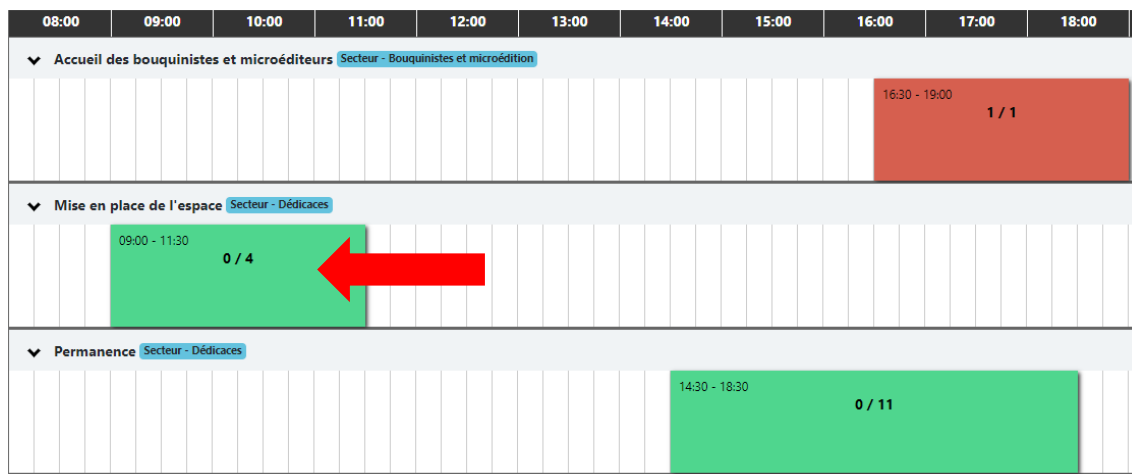 08:00 09:00 10:00 11:00 12:00 13:00 14:00 15:00 16:00 17:00 18:00
Accueil des bouquinistes et microéditeurs Secteur - Bouquinistes et microédition
16:30 - 19:00
1 / 1
Mise en place de l'espace Secteur - Dédicaces
09:00 - 11:30
0 / 4
Permanence Secteur - Dédicaces
14:30 - 18:30
0 / 11